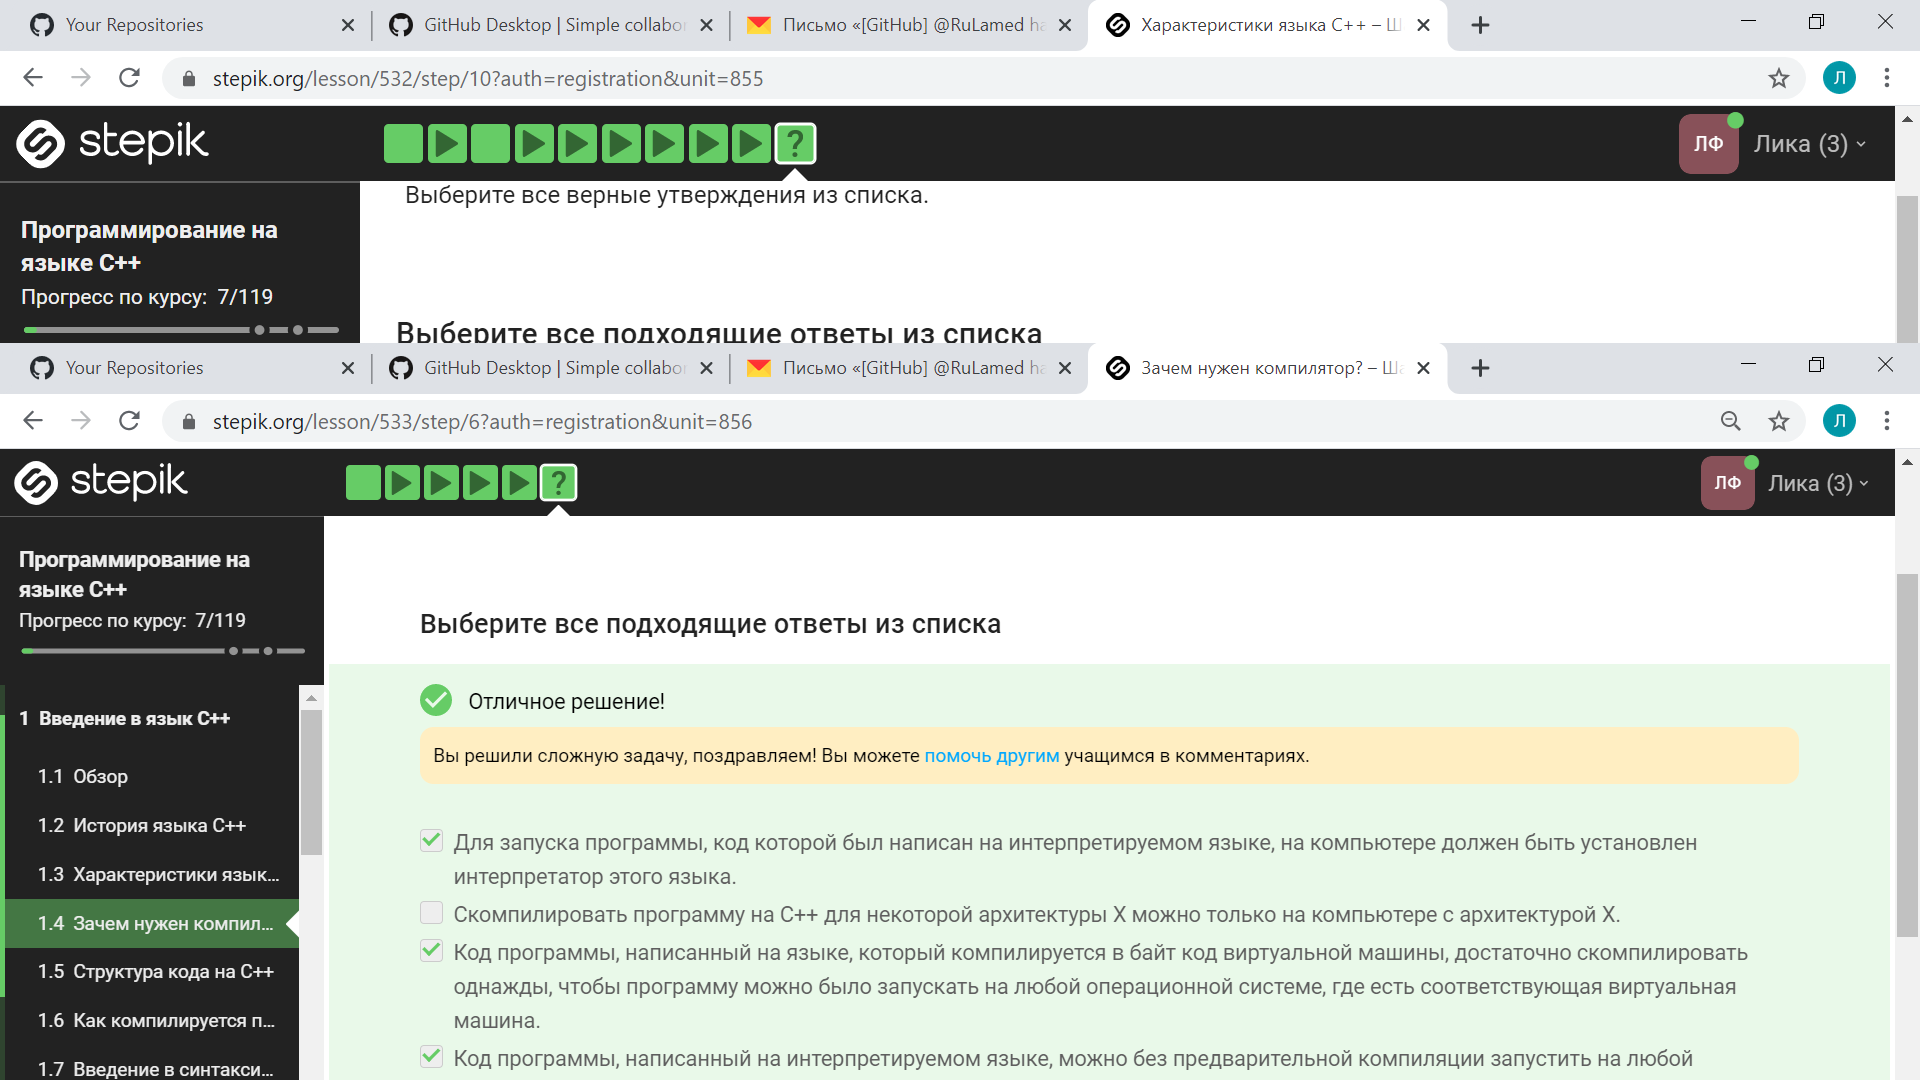 Your Repositories
GitHub Desktop | Simple collabor
Письмо «[GitHub] @RuLamed ha
Характеристики языка C++ – Ш
stepik.org/lesson/532/step/10?auth=registration&unit=855
Л
stepik
?
ЛФ
Лика (3)
Программирование на
языке C++
Прогресс по курсу: 7/119
Выберите все верные утверждения из списка.
Выберите все подходящие ответы из списка
Your Repositories
GitHub Desktop | Simple collabor
Письмо «[GitHub] @RuLamed ha
Зачем нужен компилятор? – Ша
stepik.org/lesson/533/step/6?auth=registration&unit=856
Л
stepik
?
ЛФ
Лика (3)
Программирование на
языке C++
Прогресс по курсу: 7/119
1 Введение в язык C++
1.1 Обзор
1.2 История языка C++
1.3 Характеристики язык...
1.4 Зачем нужен компил...
1.5 Структура кода на C++
1.6 Как компилируется п...
1.7 Введение в синтакси...
Выберите все подходящие ответы из списка
Отличное решение!
Вы решили сложную задачу, поздравляем! Вы можете помочь другим учащимся в комментариях.
Для запуска программы, код которой был написан на интерпретируемом языке, на компьютере должен быть установлен
интерпретатор этого языка.
Скомпилировать программу на C++ для некоторой архитектуры X можно только на компьютере с архитектурой X.
Код программы, написанный на языке, который компилируется в байт код виртуальной машины, достаточно скомпилировать
однажды, чтобы программу можно было запускать на любой операционной системе, где есть соответствующая виртуальная
машина.
Код программы, написанный на интерпретируемом языке, можно без предварительной компиляции запустить на любой